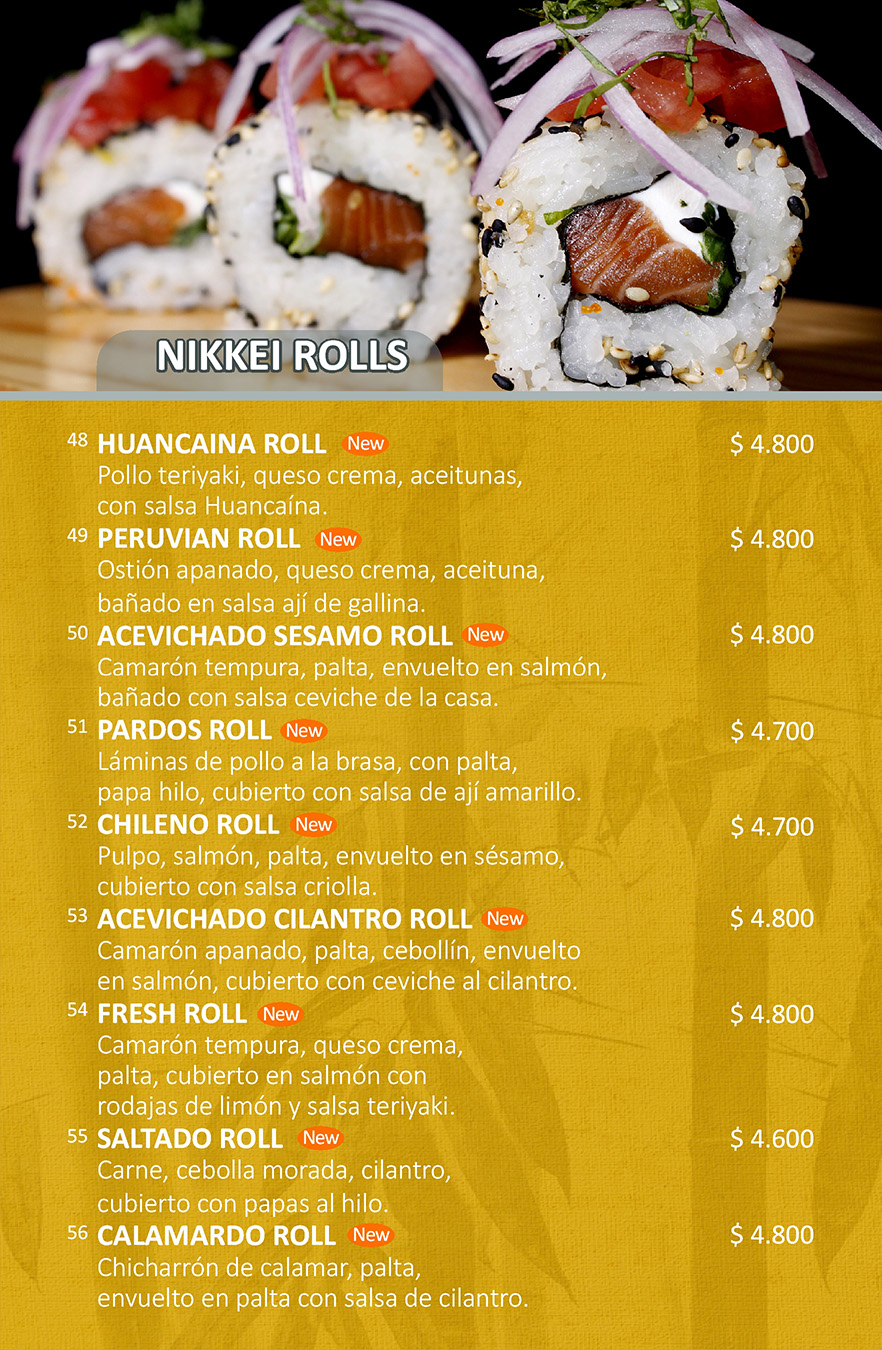 NIKKEI ROLLS
48 HUANCAINA ROLL New $ 4.800
Pollo teriyaki, queso crema, aceitunas,
con salsa Huancaína.
49 PERUVIAN ROLL New $ 4.800
Ostión apanado, queso crema, aceituna,
bañado en salsa ají de gallina.
50 ACEVICHADO SESAMO ROLL New $ 4.800
Camarón tempura, palta, envuelto en salmón,
bañado con salsa ceviche de la casa.
51 PARDOS ROLL New $ 4.700
Láminas de pollo a la brasa, con palta,
papa hilo, cubierto con salsa de ají amarillo.
52 CHILENO ROLL New $ 4.700
Pulpo, salmón, palta, envuelto en sésamo,
cubierto con salsa criolla.
53 ACEVICHADO CILANTRO ROLL New $ 4.800
Camarón apanado, palta, cebollín, envuelto
en salmón, cubierto con ceviche al cilantro.
54 FRESH ROLL New $ 4.800
Camarón tempura, queso crema,
palta, cubierto en salmón con
rodajas de limón y salsa teriyaki.
55 SALTADO ROLL New $ 4.600
Carne, cebolla morada, cilantro,
cubierto con papas al hilo.
56 CALAMARDO ROLL New $ 4.800
Chicharrón de calamar, palta,
envuelto en palta con salsa de cilantro.